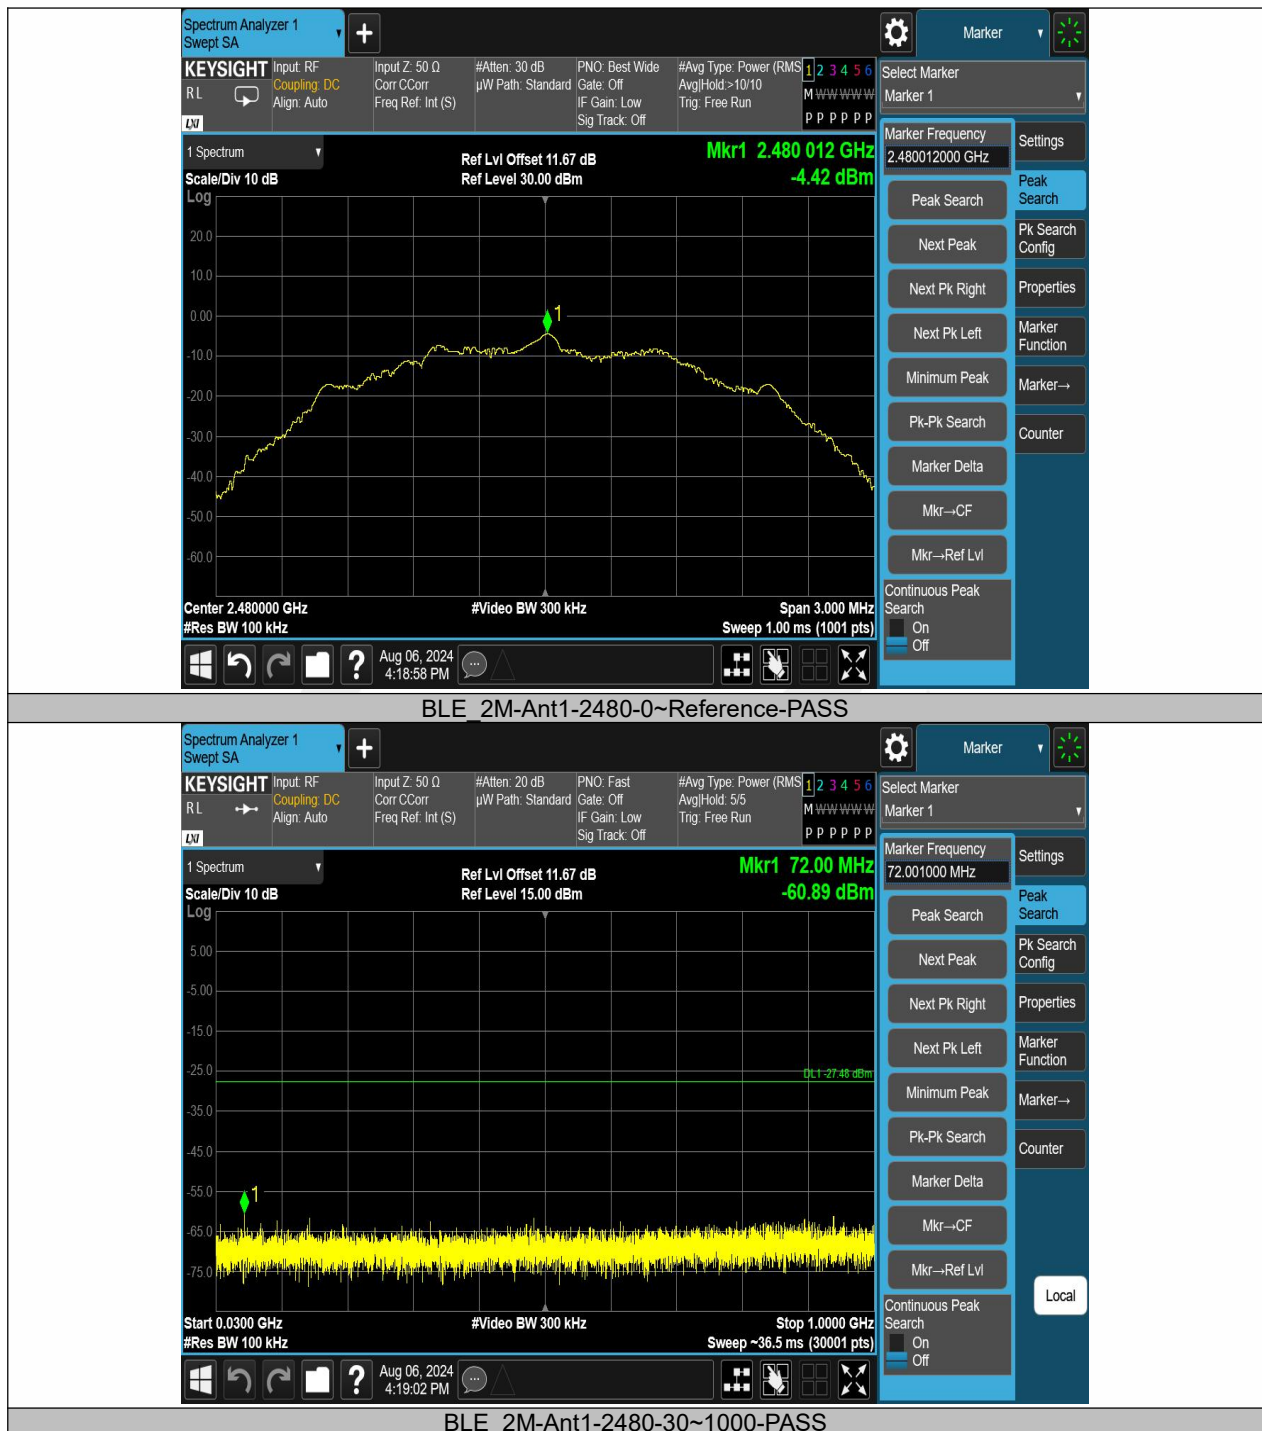 Spectrum Analyzer 1
Swept SA
+
Marker
KEYSIGHT
RL
LXI
Input: RF
Coupling: DC
Align: Auto
Input Z: 50 Ω
Corr CCorr
Freq Ref: Int (S)
#Atten: 30 dB
µW Path: Standard
PNO: Best Wide
Gate: Off
IF Gain: Low
Sig Track: Off
#Avg Type: Power (RMS
Avg|Hold:>10/10
Trig: Free Run
1 2 3 4 5 6
M W W W W W
P P P P P P
Select Marker
Marker 1
1 Spectrum
Scale/Div 10 dB
Log
Ref Lvl Offset 11.67 dB
Ref Level 30.00 dBm
Mkr1 2.480 012 GHz
-4.42 dBm
20.0
10.0
0.00
-10.0
-20.0
-30.0
-40.0
-50.0
-60.0
1
Center 2.480000 GHz
#Res BW 100 kHz
#Video BW 300 kHz
Span 3.000 MHz
Sweep 1.00 ms (1001 pts)
Marker Frequency
2.480012000 GHz
Peak Search
Next Peak
Next Pk Right
Next Pk Left
Minimum Peak
Pk-Pk Search
Marker Delta
Mkr→CF
Mkr→Ref Lvl
Continuous Peak
Search
On
Off
Settings
Peak
Search
Pk Search
Config
Properties
Marker
Function
Marker→
Counter
?
Aug 06, 2024
4:18:58 PM
BLE_2M-Ant1-2480-0~Reference-PASS
Spectrum Analyzer 1
Swept SA
+
Marker
KEYSIGHT
RL
LXI
Input: RF
Coupling: DC
Align: Auto
Input Z: 50 Ω
Corr CCorr
Freq Ref: Int (S)
#Atten: 20 dB
µW Path: Standard
PNO: Fast
Gate: Off
IF Gain: Low
Sig Track: Off
#Avg Type: Power (RMS
Avg|Hold: 5/5
Trig: Free Run
1 2 3 4 5 6
M W W W W W
P P P P P P
Select Marker
Marker 1
1 Spectrum
Scale/Div 10 dB
Log
Ref Lvl Offset 11.67 dB
Ref Level 15.00 dBm
Mkr1 72.00 MHz
-60.89 dBm
5.00
-5.00
-15.0
-25.0
-35.0
-45.0
-55.0
-65.0
-75.0
DL1 -27.48 dBm
1
Start 0.0300 GHz
#Res BW 100 kHz
#Video BW 300 kHz
Stop 1.0000 GHz
Sweep ~36.5 ms (30001 pts)
Marker Frequency
72.001000 MHz
Peak Search
Next Peak
Next Pk Right
Next Pk Left
Minimum Peak
Pk-Pk Search
Marker Delta
Mkr→CF
Mkr→Ref Lvl
Continuous Peak
Search
On
Off
Settings
Peak
Search
Pk Search
Config
Properties
Marker
Function
Marker→
Counter
Local
?
Aug 06, 2024
4:19:02 PM
BLE_2M-Ant1-2480-30~1000-PASS